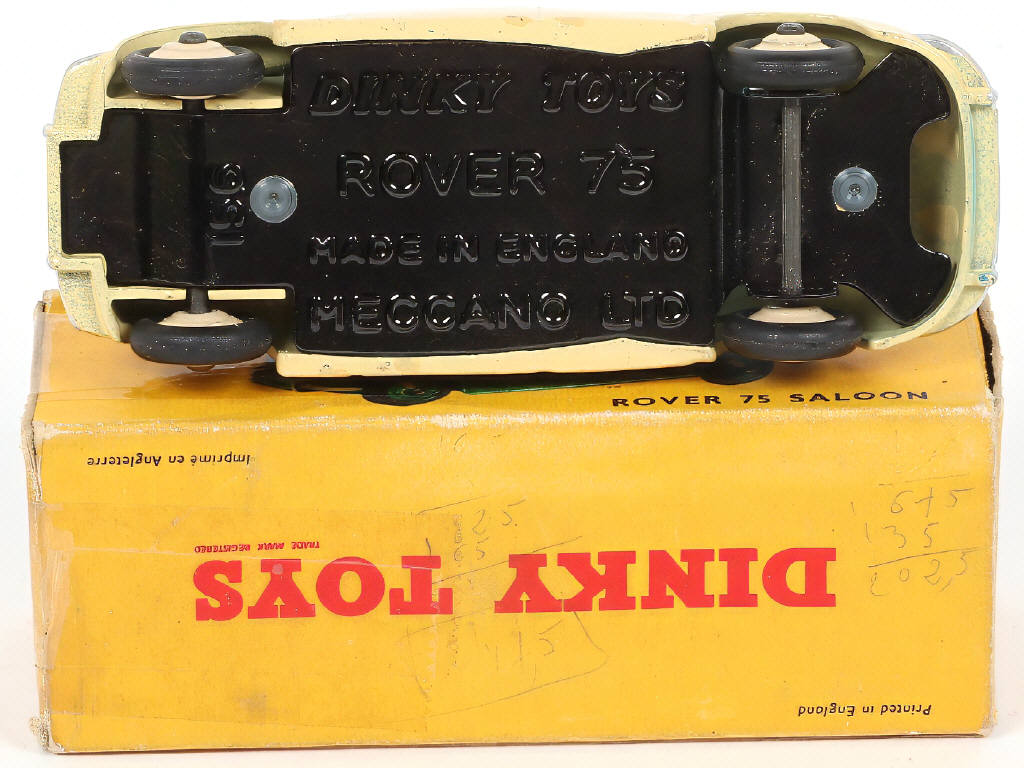 DINKY TOYS
ROVER 75
MADE IN ENGLAND
MECCANO LTD
156
ROVER 75 SALOON
Imprimé en Angleterre
TRADE MARK REGISTERED
DINKY TOYS
Printed in England
675
135